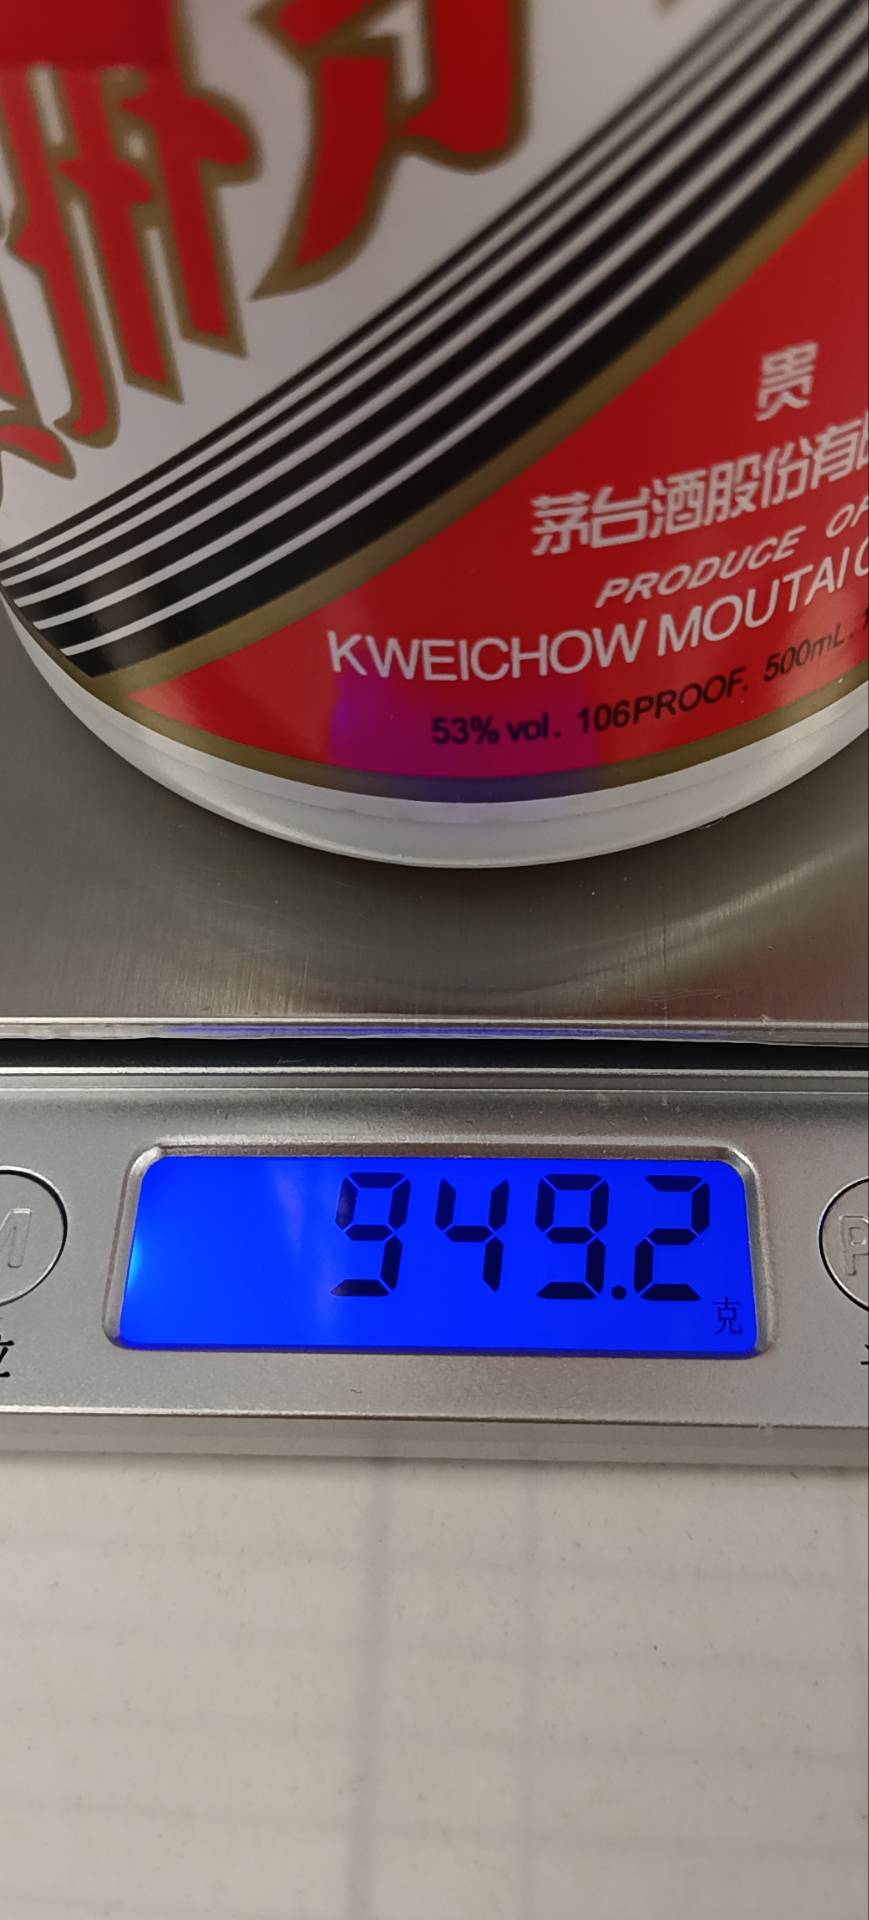 贵
茅台酒股份有
PRODUCE OF
KWEICHOW MOUTAI
53% vol. 106PROOF. 500mL.
949.2
克
M
P